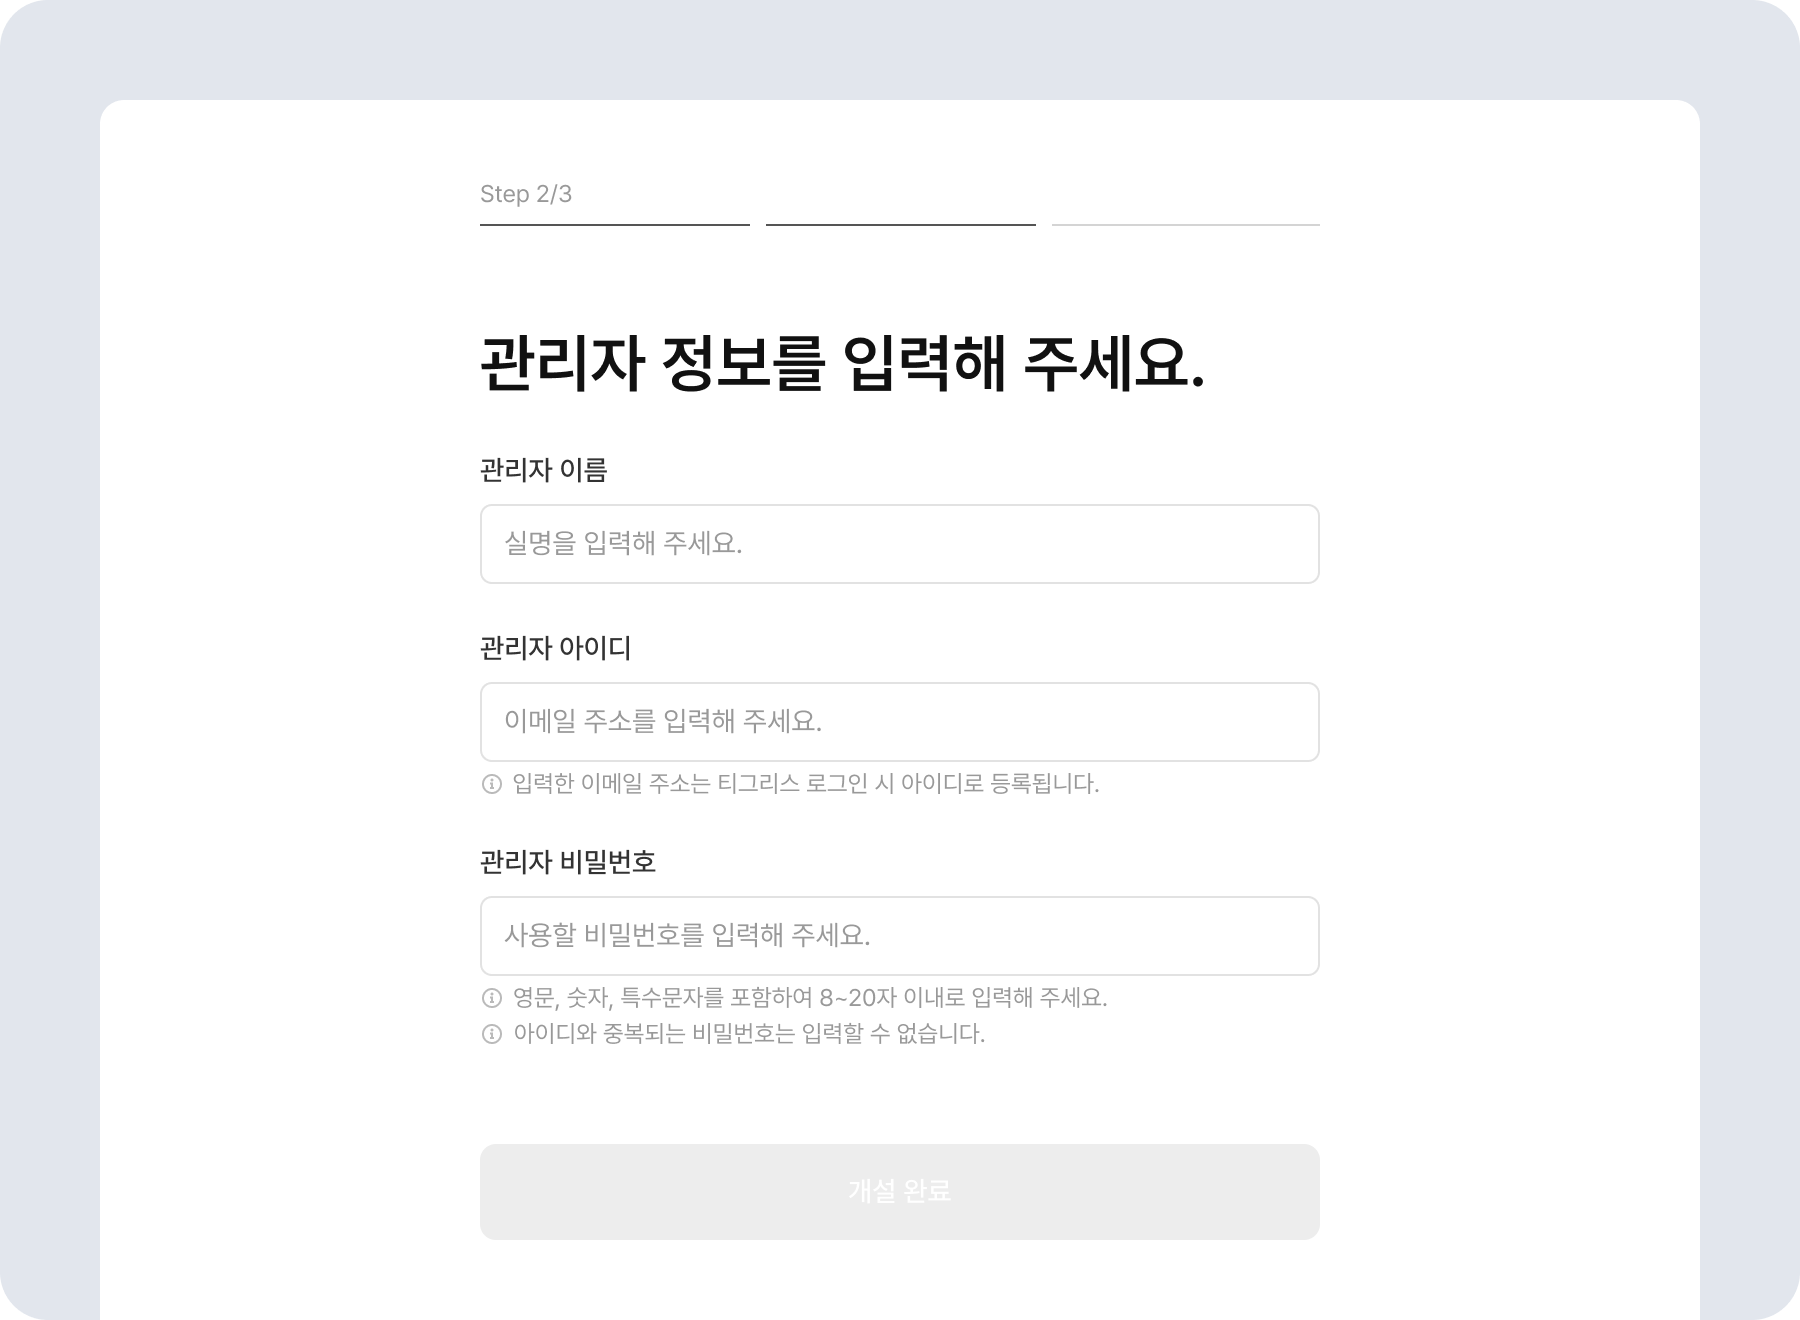 Step 2/3
관리자 정보를 입력해 주세요.
관리자 이름
실명을 입력해 주세요.
관리자 아이디
이메일 주소를 입력해 주세요.
입력한 이메일 주소는 티그리스 로그인 시 아이디로 등록됩니다.
관리자 비밀번호
사용할 비밀번호를 입력해 주세요.
영문, 숫자, 특수문자를 포함하여 8~20자 이내로 입력해 주세요.
아이디와 중복되는 비밀번호는 입력할 수 없습니다.
개설 완료